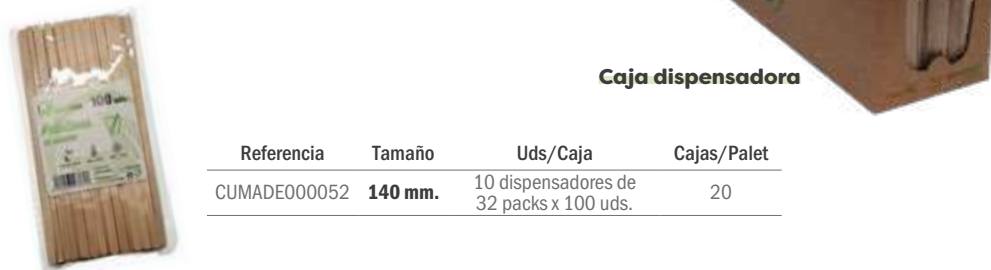 Caja dispensadora
100
Referencia Tamaño Uds/Caja Cajas/Palet
CUMADE000052 140 mm. 10 dispensadores de
32 packs x 100 uds. 20